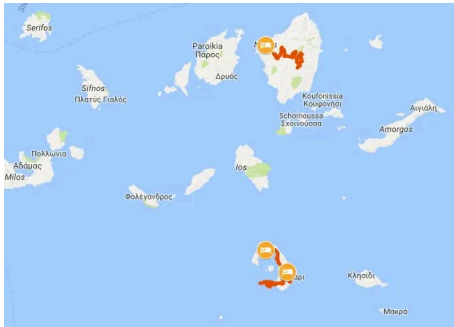 Serifos
Paroikia
Πάρος
Δρυός
Sifnos
Πλατύς Γιαλός
Koufonissia
Κουφονήσι
Schoinoussa
Σχοινούσσα
Αιγιάλη
Amorgos
Πολλώνια
Αδάμας
Milos
Ios
Φολέγανδρος
Κλησίδι
Μακρά